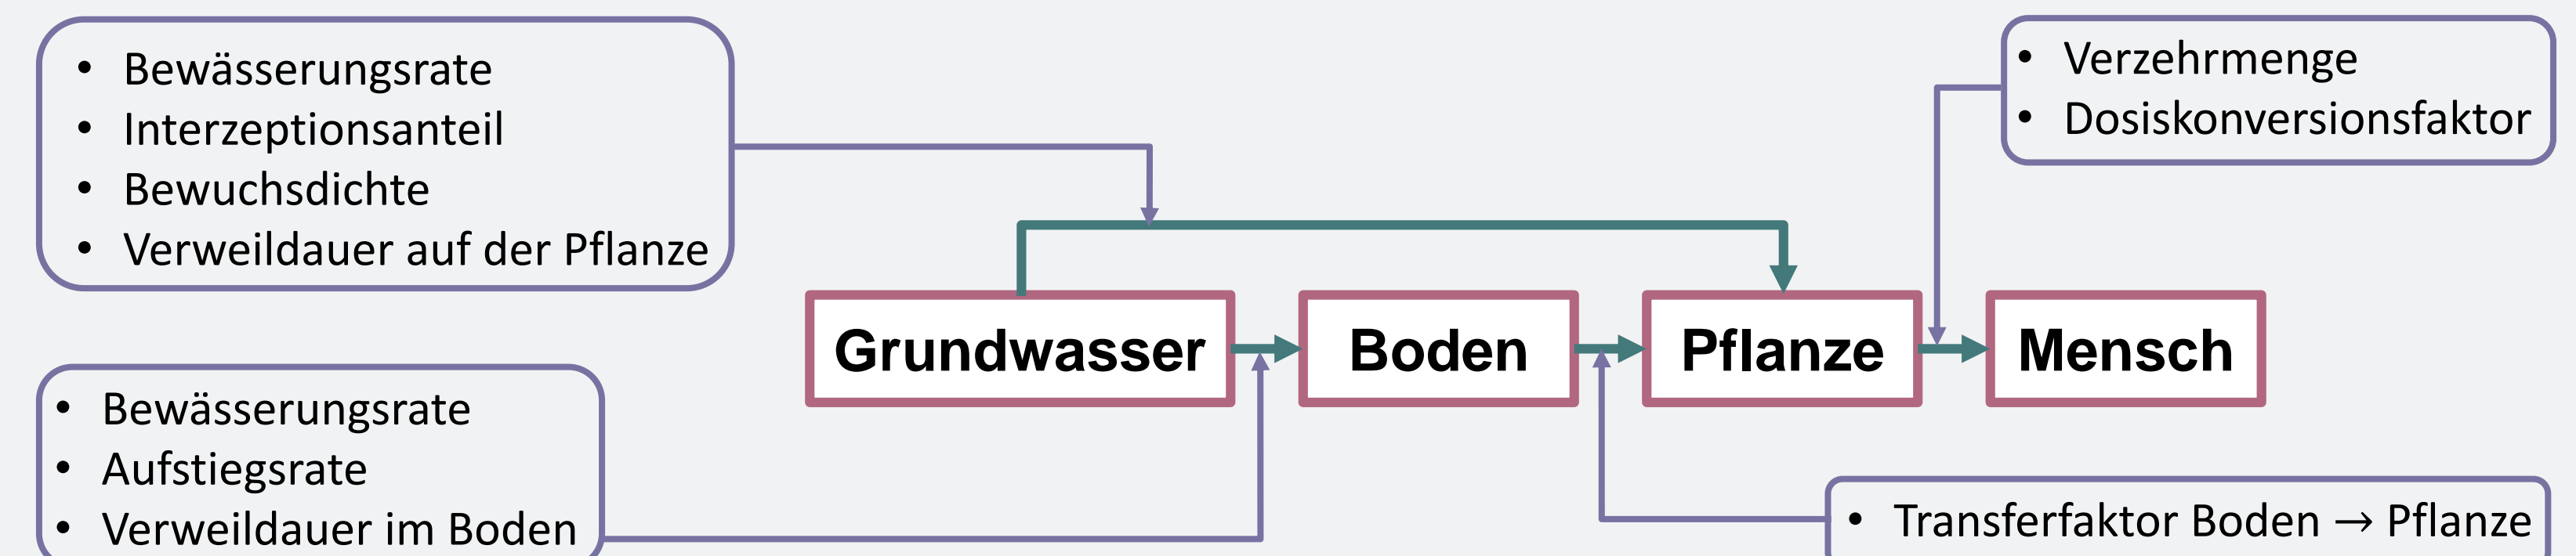 • Bewässerungsrate
• Interzeptionsanteil
• Bewuchsdichte
• Verweildauer auf der Pflanze
• Verzehrmenge
• Dosiskonversionsfaktor
Grundwasser
Boden
Pflanze
Mensch
• Bewässerungsrate
• Aufstiegsrate
• Verweildauer im Boden
• Transferfaktor Boden → Pflanze